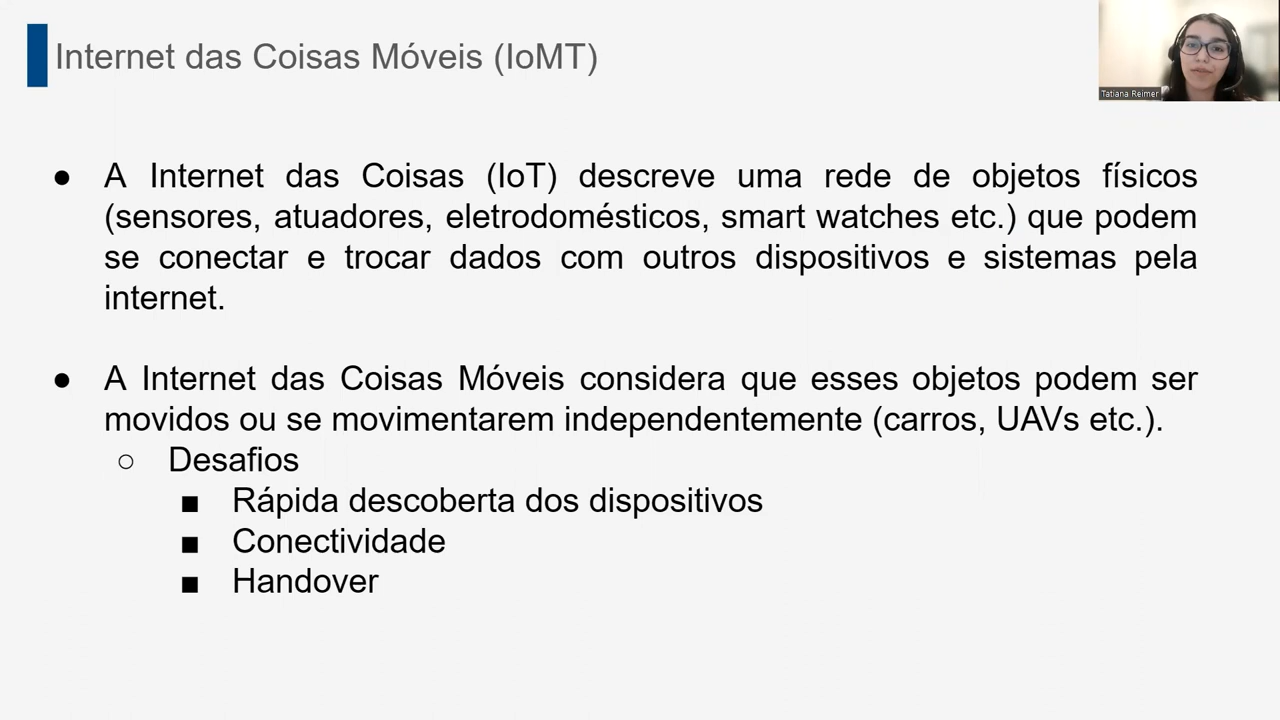 Internet das Coisas Móveis (IoMT)
Tatiana Reimer
● A Internet das Coisas (IoT) descreve uma rede de objetos físicos
(sensores, atuadores, eletrodomésticos, smart watches etc.) que podem
se conectar e trocar dados com outros dispositivos e sistemas pela
internet.
● A Internet das Coisas Móveis considera que esses objetos podem ser
movidos ou se movimentarem independentemente (carros, UAVs etc.).
○ Desafios
■ Rápida descoberta dos dispositivos
■ Conectividade
■ Handover